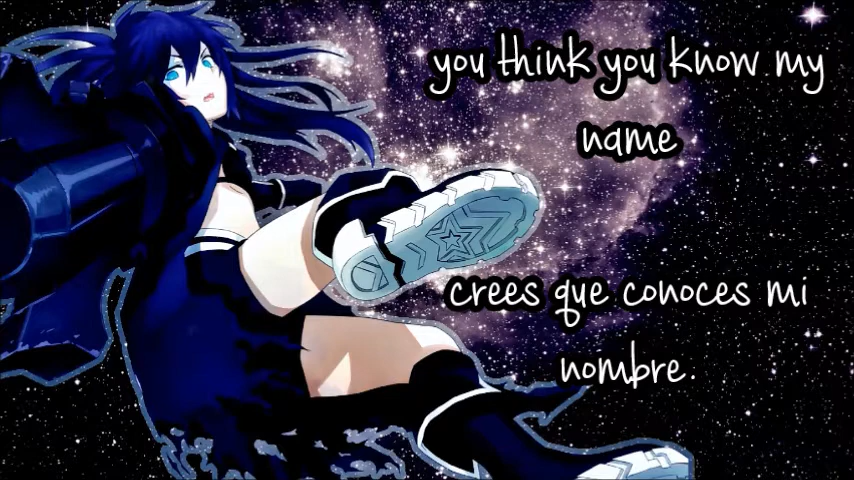 you think you know my
name
crees que conoces mi
nombre.